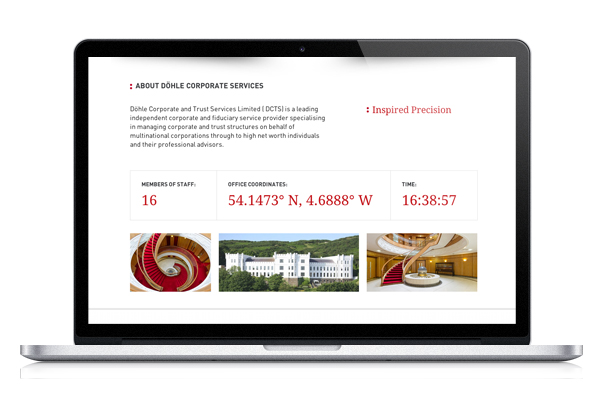 ABOUT DÖHLE CORPORATE SERVICES
Döhle Corporate and Trust Services Limited ( DCTS) is a leading
independent corporate and fiduciary service provider specialising
in managing corporate and trust structures on behalf of
multinational corporations through to high net worth individuals
and their professional advisors.
Inspired Precision
MEMBERS OF STAFF:
16
OFFICE COORDINATES:
54.1473° N, 4.6888° W
TIME:
16:38:57